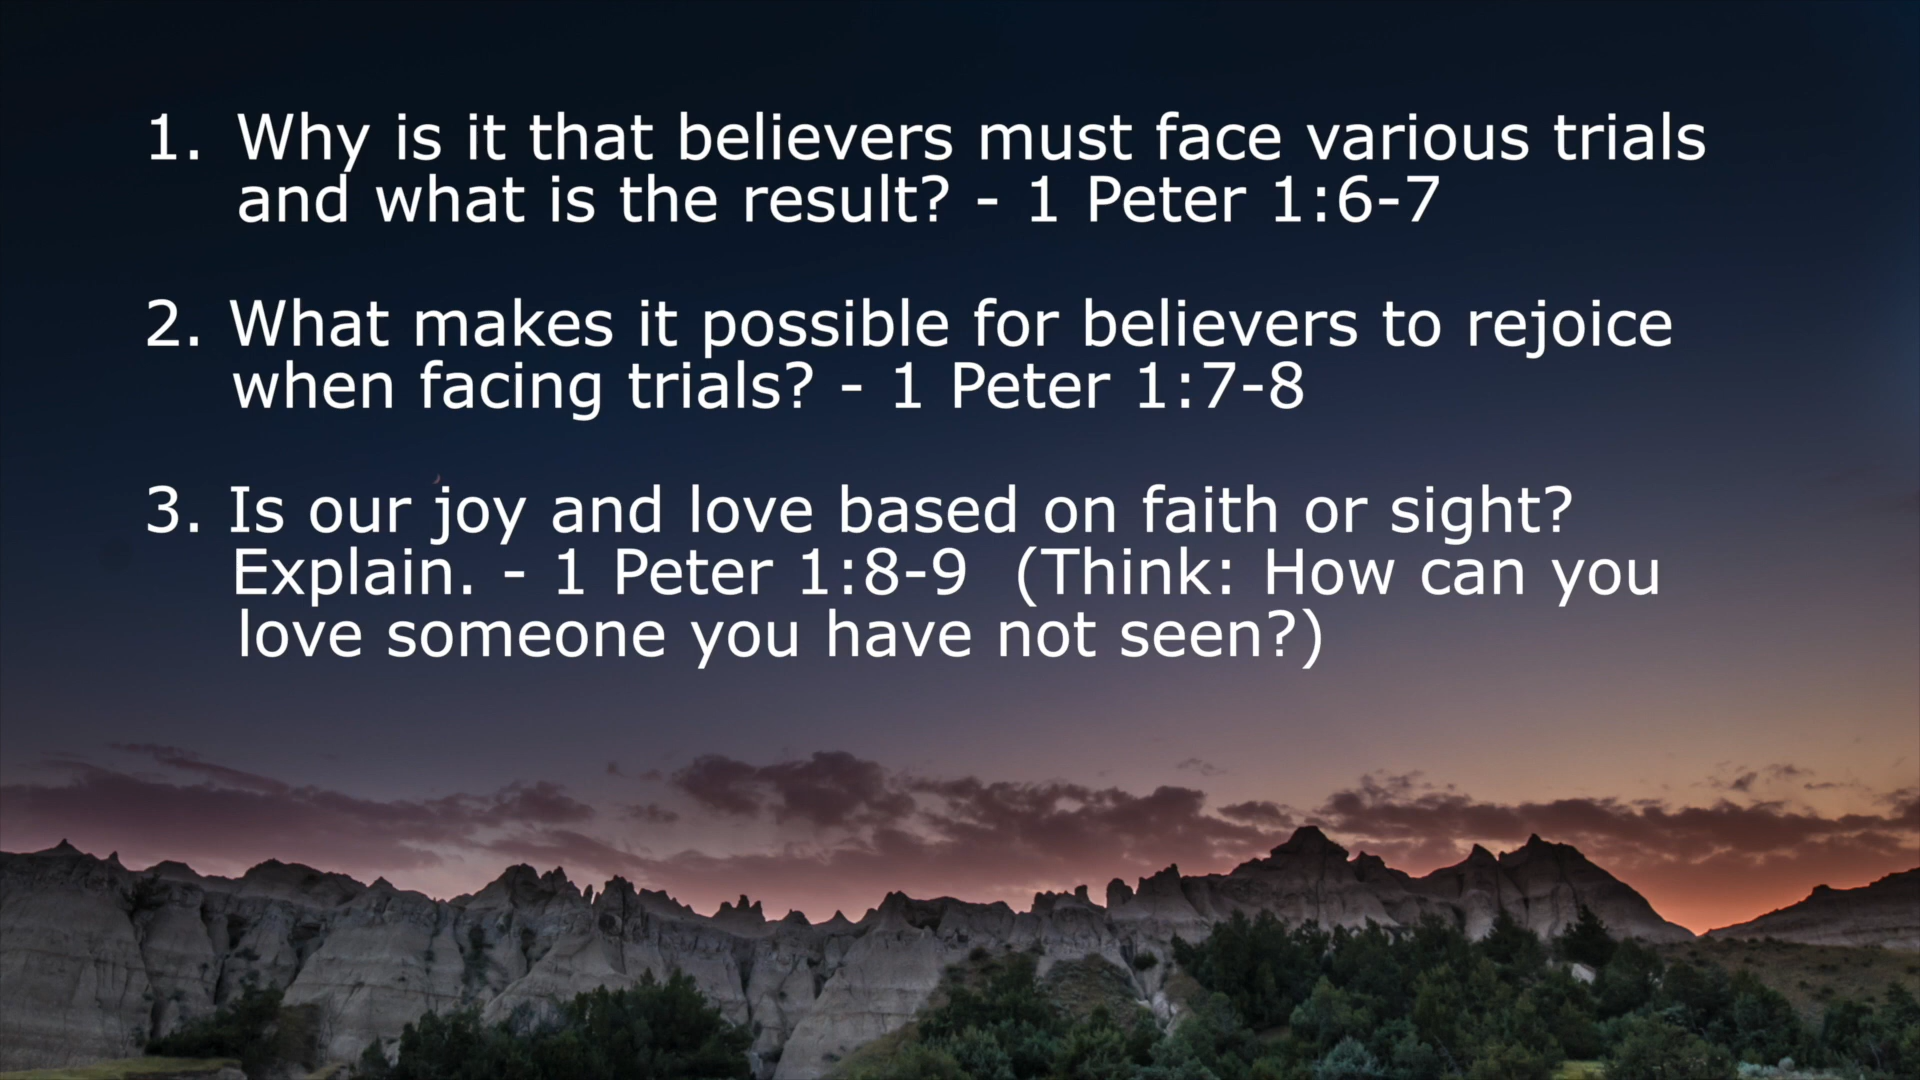 1. Why is it that believers must face various trials
and what is the result? - 1 Peter 1:6-7
2. What makes it possible for believers to rejoice
when facing trials? - 1 Peter 1:7-8
3. Is our joy and love based on faith or sight?
Explain. - 1 Peter 1:8-9 (Think: How can you
love someone you have not seen?)